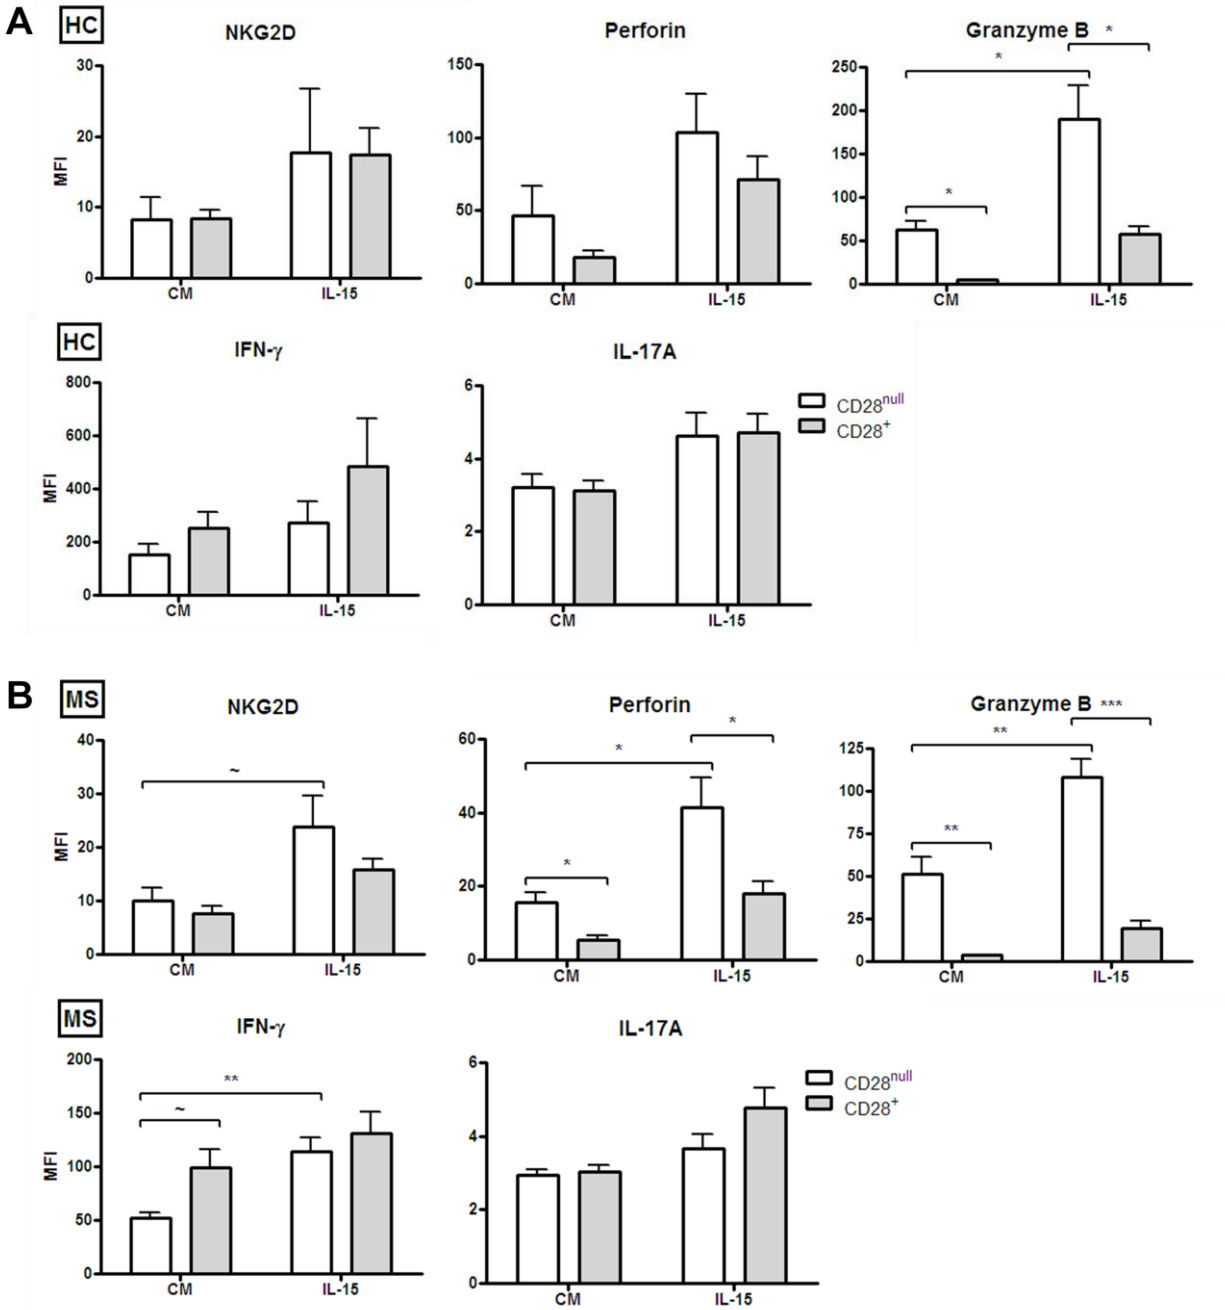 A
HC
NKG2D
MFI
30
20
10
0
CM
IL-15
Perforin
150
100
50
0
CM
IL-15
Granzyme B
250
200
150
100
50
0
*
*
*
CM
IL-15
HC
IFN-γ
MFI
800
600
400
200
0
CM
IL-15
IL-17A
6
4
2
0
CM
IL-15
CD28null
CD28+
B
MS
NKG2D
MFI
40
30
20
10
0
~
CM
IL-15
Perforin
60
40
20
0
*
*
*
CM
IL-15
Granzyme B
125
100
75
50
25
0
***
**
**
CM
IL-15
MS
IFN-γ
MFI
200
150
100
50
0
**
~
CM
IL-15
IL-17A
6
4
2
0
CM
IL-15
CD28null
CD28+